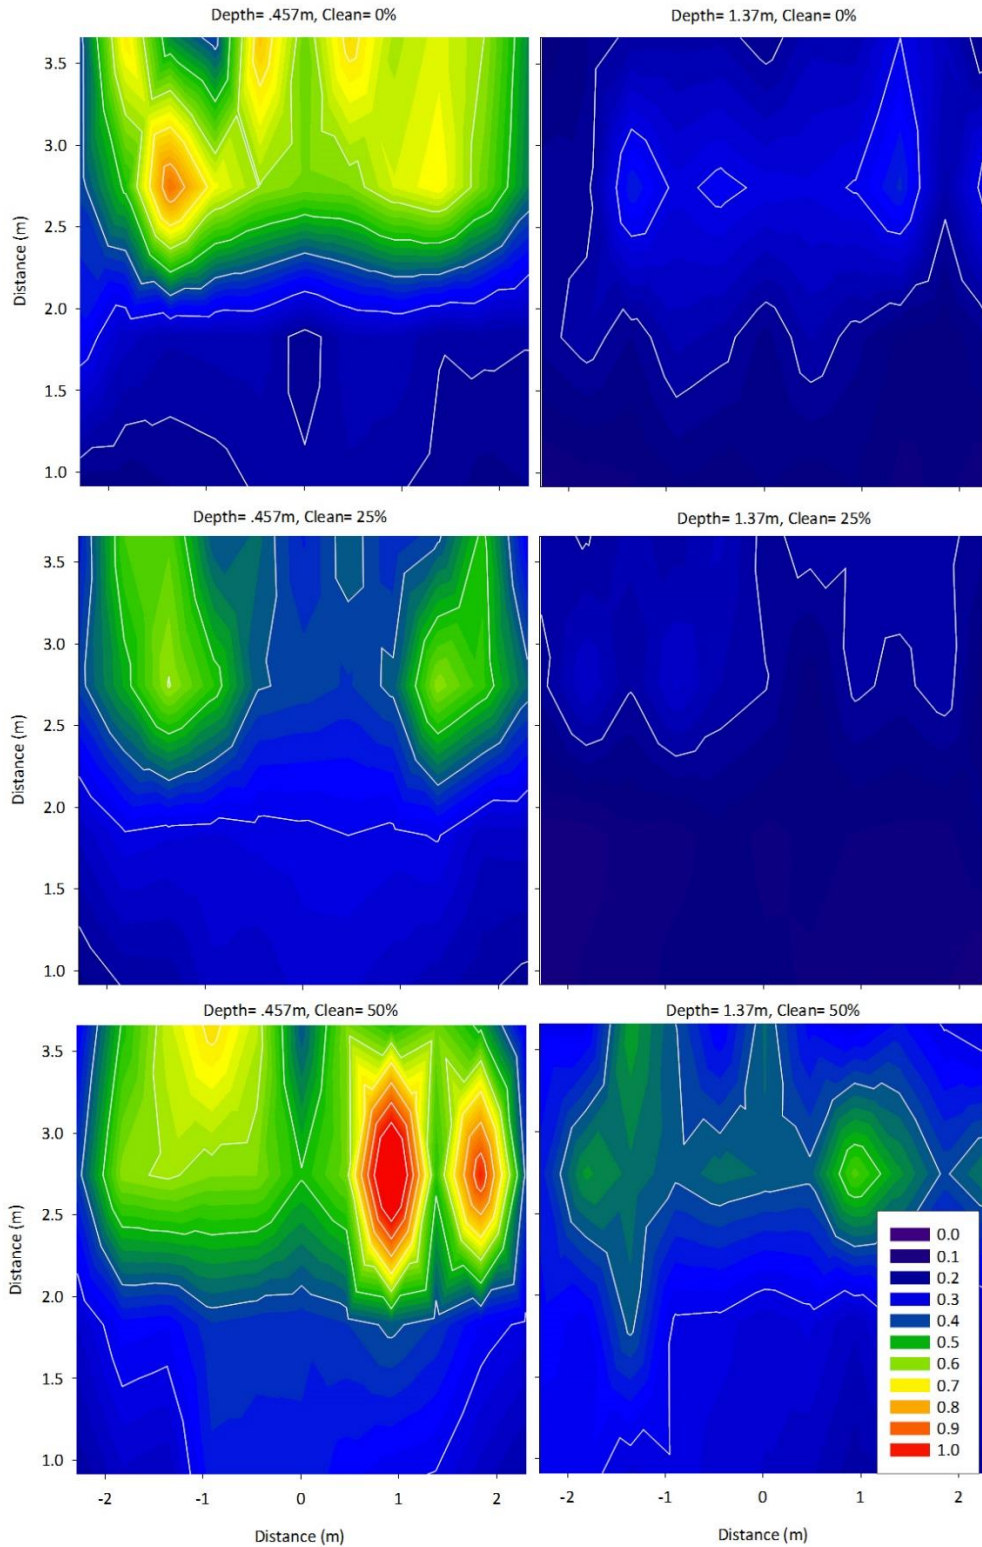 Depth= .457m, Clean= 0%
Depth= 1.37m, Clean= 0%
3.5
3.0
2.5
2.0
1.5
1.0
Distance (m)
Depth= .457m, Clean= 25%
Depth= 1.37m, Clean= 25%
3.5
3.0
2.5
2.0
1.5
1.0
Distance (m)
Depth= .457m, Clean= 50%
Depth= 1.37m, Clean= 50%
3.5
3.0
2.5
2.0
1.5
1.0
Distance (m)
0.0
0.1
0.2
0.3
0.4
0.5
0.6
0.7
0.8
0.9
1.0
-2 -1 0 1 2
-2 -1 0 1 2
Distance (m)
Distance (m)